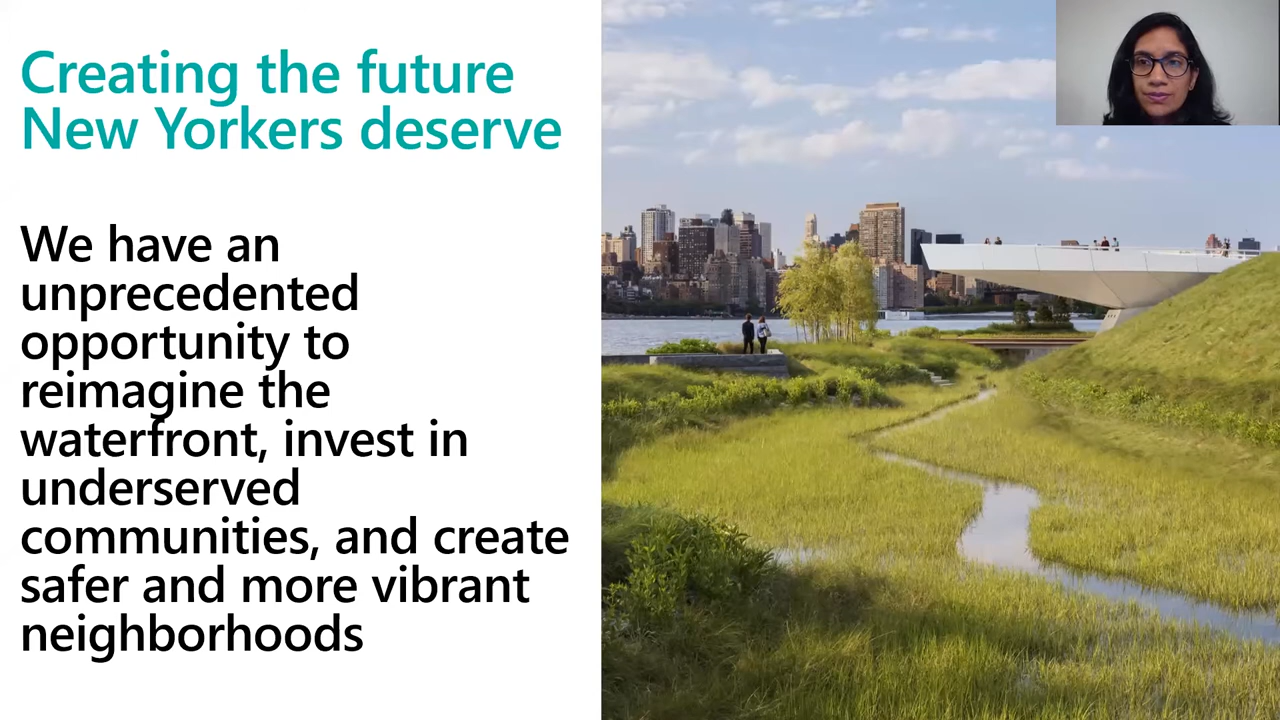 Creating the future
New Yorkers deserve
We have an
unprecedented
opportunity to
reimagine the
waterfront, invest in
underserved
communities, and create
safer and more vibrant
neighborhoods